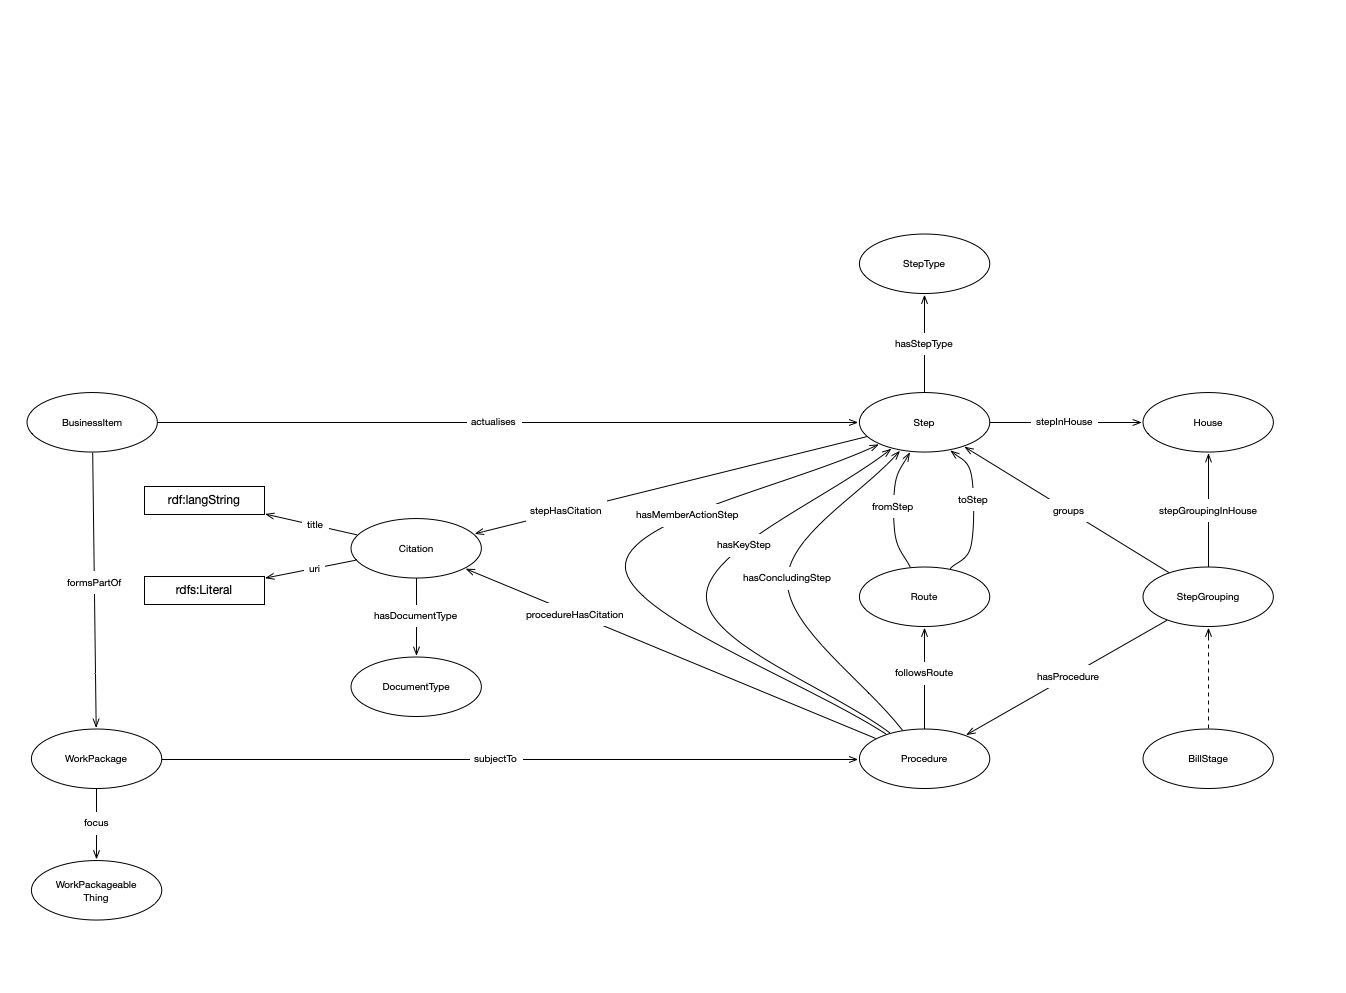 StepType
hasStepType
BusinessItem
actualises
Step
stepInHouse
House
rdf:langString
title
stepHasCitation
hasMemberActionStep
fromStep
toStep
groups
stepGroupingInHouse
Citation
hasKeyStep
uri
formsPartOf
rdfs:Literal
hasConcludingStep
Route
StepGrouping
hasDocumentType
procedureHasCitation
followsRoute
hasProcedure
DocumentType
WorkPackage
subjectTo
Procedure
BillStage
focus
WorkPackageable
Thing